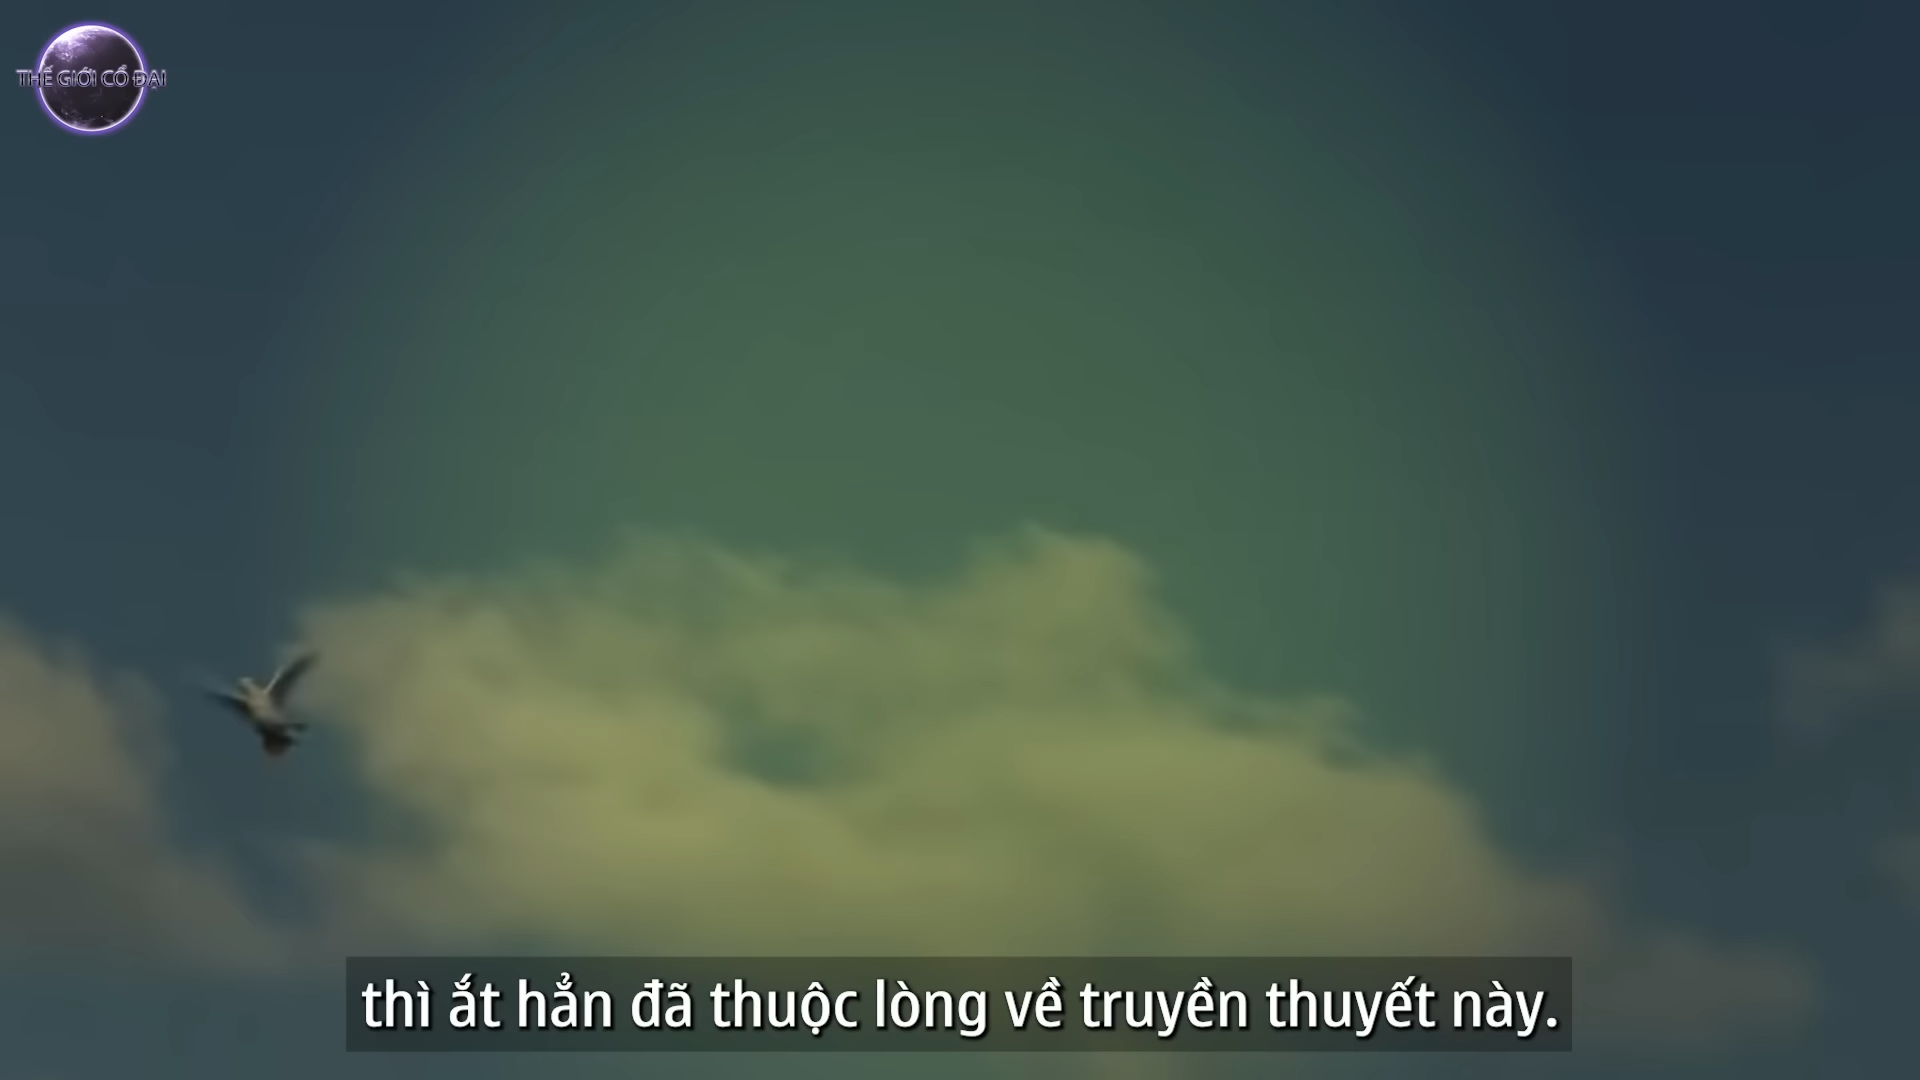 THẾ GIỚI CỔ ĐẠI
thì ắt hẳn đã thuộc lòng về truyền thuyết này.